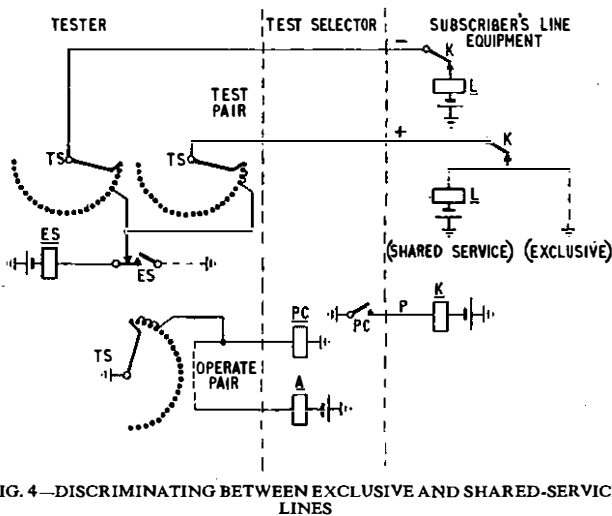 TESTER
TEST SELECTOR
SUBSCRIBER'S LINE
EQUIPMENT
−
K
L
TEST
PAIR
+
K
TS
TS
L
ES
ES
(SHARED SERVICE) (EXCLUSIVE)
PC
PC
P
K
TS
OPERATE
PAIR
A
IG. 4—DISCRIMINATING BETWEEN EXCLUSIVE AND SHARED-SERVIC
LINES